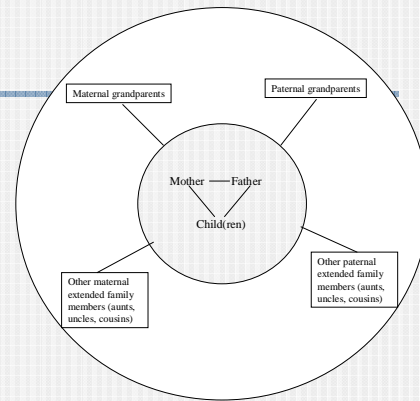 Maternal grandparents
Paternal grandparents
Mother
Father
Child(ren)
Other maternal
extended family
members (aunts,
uncles, cousins)
Other paternal
extended family
members (aunts,
uncles, cousins)